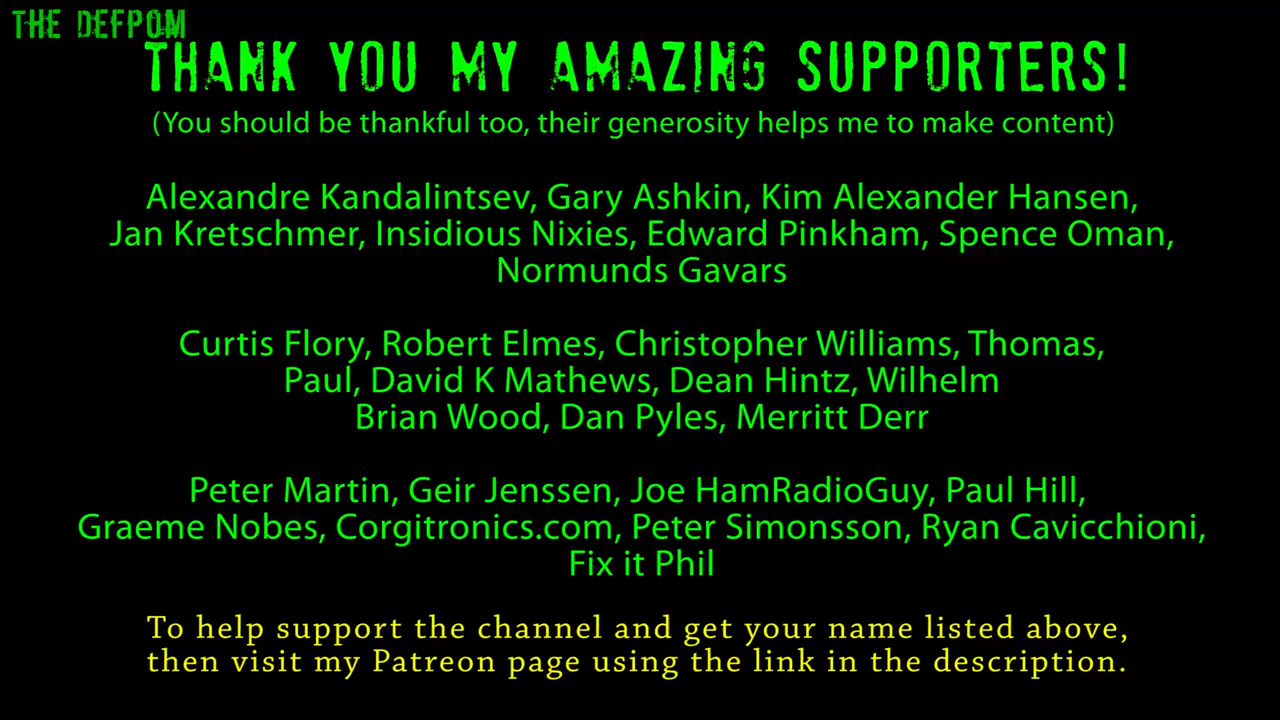 THE DEFPOM
THANK YOU MY AMAZING SUPPORTERS!
(You should be thankful too, their generosity helps me to make content)
Alexandre Kandalintsev, Gary Ashkin, Kim Alexander Hansen,
Jan Kretschmer, Insidious Nixies, Edward Pinkham, Spence Oman,
Normunds Gavars
Curtis Flory, Robert Elmes, Christopher Williams, Thomas,
Paul, David K Mathews, Dean Hintz, Wilhelm
Brian Wood, Dan Pyles, Merritt Derr
Peter Martin, Geir Jenssen, Joe HamRadioGuy, Paul Hill,
Graeme Nobes, Corgitronics.com, Peter Simonsson, Ryan Cavicchioni,
Fix it Phil
To help support the channel and get your name listed above,
then visit my Patreon page using the link in the description.